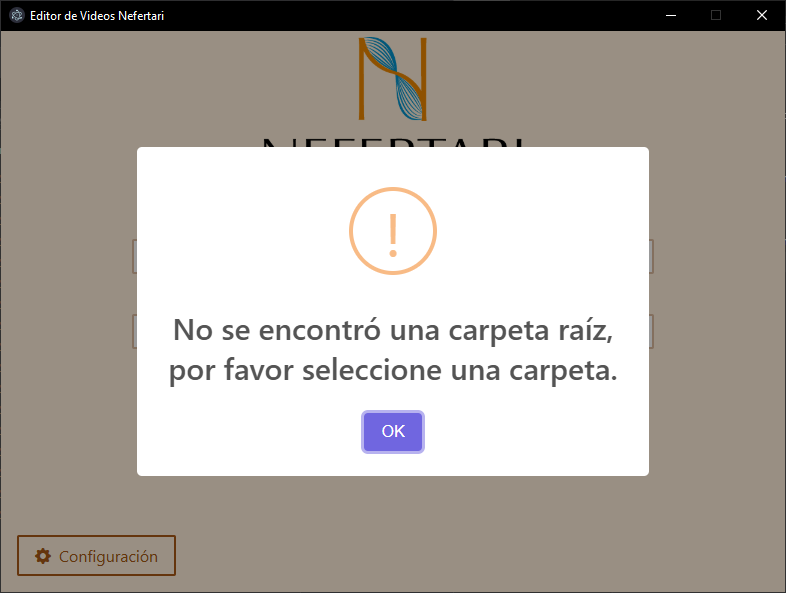 Editor de Videos Nefertari
NEFERTARI
No se encontró una carpeta raíz,
por favor seleccione una carpeta.
OK
Configuración